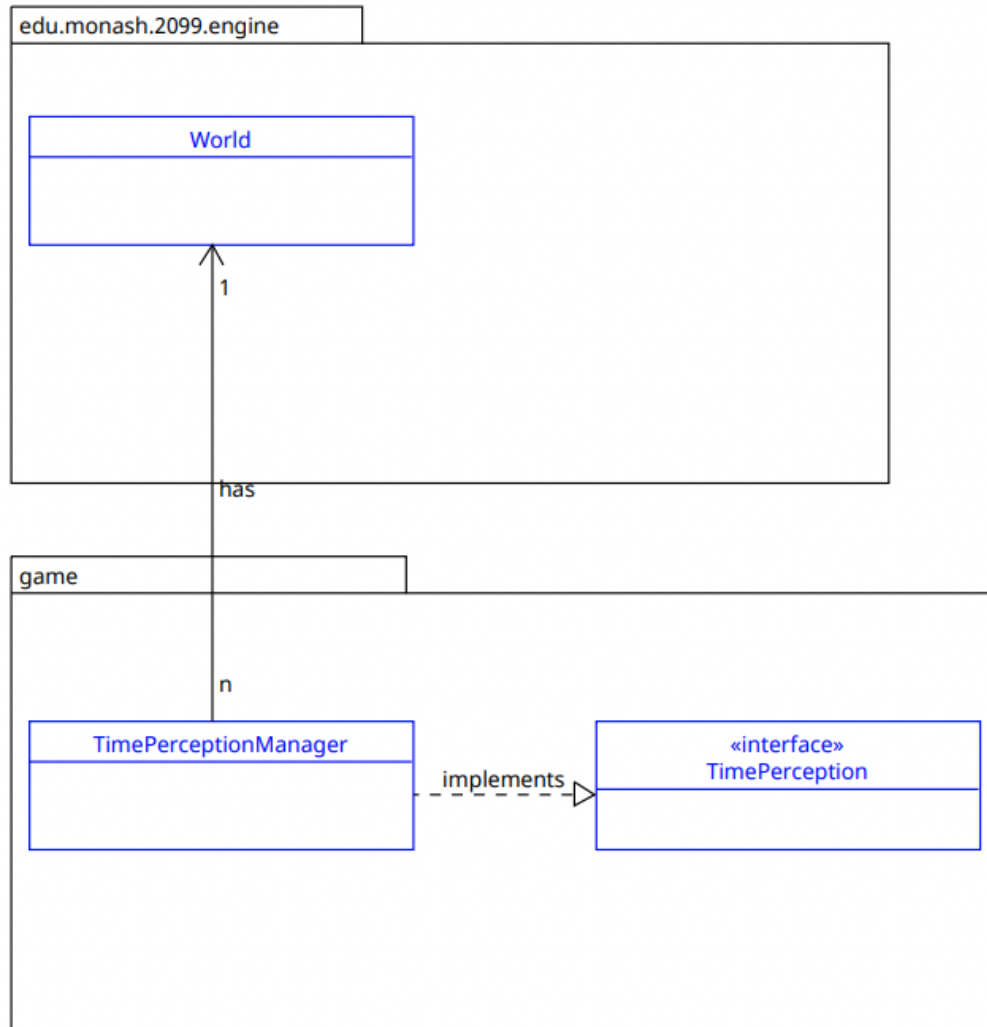 edu.monash.2099.engine
World
1
has
game
n
TimePerceptionManager
implements
«interface»
TimePerception